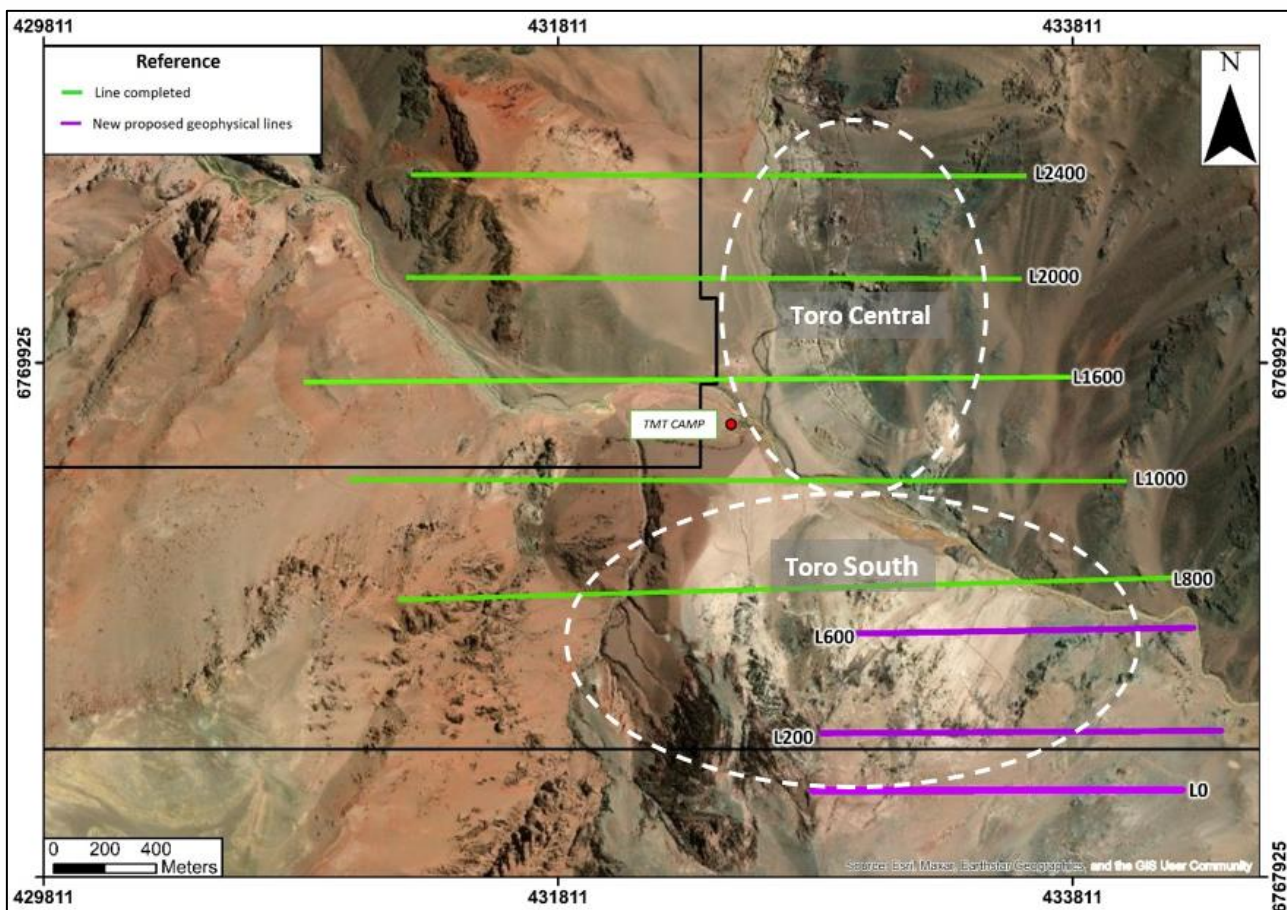 429811
431811
433811
Reference
Line completed
New proposed geophysical lines
N
L2400
L2000
Toro Central
6769925
6769925
L1600
TMT CAMP
L1000
Toro South
L800
L600
L200
L0
0 200 400
Meters
Source: Esri, Maxar, Earthstar Geographics, and the GIS User Community
6767925
429811
431811
433811